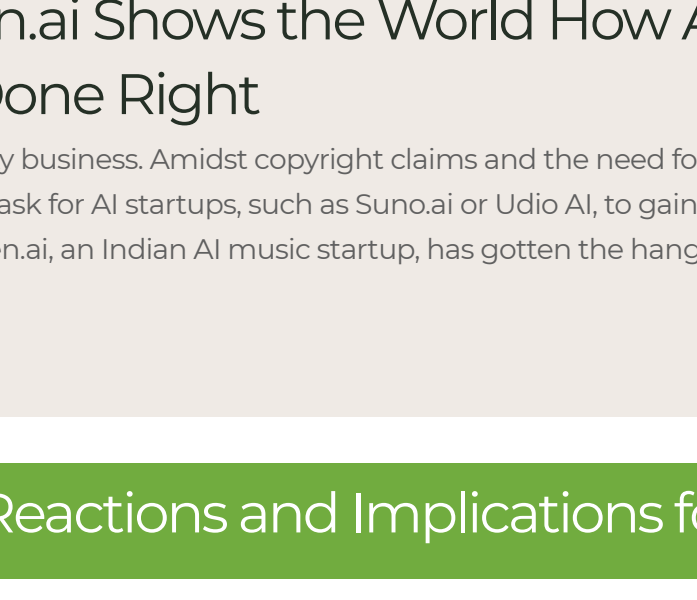 n.ai Shows the World How
one Right
y business. Amidst copyright claims and the need fo
ask for AI startups, such as Suno.ai or Udio AI, to gain
n.ai, an Indian AI music startup, has gotten the hang
Reactions and Implications fo